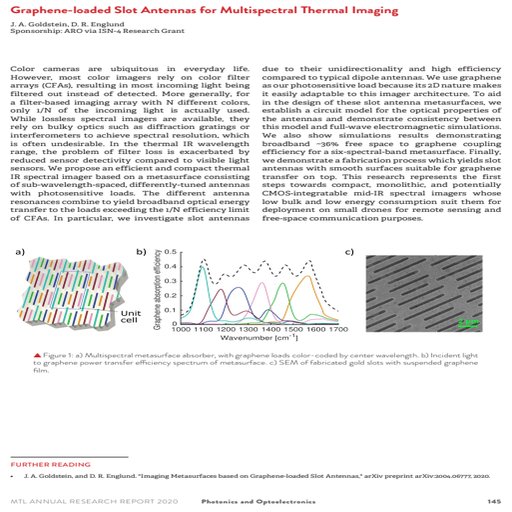 Graphene-loaded Slot Antennas for Multispectral Thermal Imaging
J. A. Goldstein, D. R. Englund
Sponsorship: ARO via ISN-4 Research Grant
Color cameras are ubiquitous in everyday life.
However, most color imagers rely on color filter
arrays (CFAs), resulting in most incoming light being
filtered out instead of detected. More generally, for
a filter-based imaging array with N different colors,
only 1/N of the incoming light is actually used.
While lossless spectral imagers are available, they
rely on bulky optics such as diffraction gratings or
interferometers to achieve spectral resolution, which
is often undesirable. In the thermal IR wavelength
range, the problem of filter loss is exacerbated by
reduced sensor detectivity compared to visible light
sensors. We propose an efficient and compact thermal
IR spectral imager based on a metasurface consisting
of sub-wavelength-spaced, differently-tuned antennas
with photosensitive loads. The different antenna
resonances combine to yield broadband optical energy
transfer to the loads exceeding the 1/N efficiency limit
of CFAs. In particular, we investigate slot antennas
due to their unidirectionality and high efficiency
compared to typical dipole antennas. We use graphene
as our photosensitive load because its 2D nature makes
it easily adaptable to this imager architecture. To aid
in the design of these slot antenna metasurfaces, we
establish a circuit model for the optical properties of
the antennas and demonstrate consistency between
this model and full-wave electromagnetic simulations.
We also show simulations results demonstrating
broadband ~36% free space to graphene coupling
efficiency for a six-spectral-band metasurface. Finally,
we demonstrate a fabrication process which yields slot
antennas with smooth surfaces suitable for graphene
transfer on top. This research represents the first
steps towards compact, monolithic, and potentially
CMOS-integratable mid-IR spectral imagers whose
low bulk and low energy consumption suit them for
deployment on small drones for remote sensing and
free-space communication purposes.
a)
Unit
cell
b)
Graphene absorption efficiency
0.5
0.4
0.3
0.2
0.1
0
1000 1100 1200 1300 1400 1500 1600 1700
Wavenumber [cm⁻¹]
c)
▲ Figure 1: a) Multispectral metasurface absorber, with graphene loads color-coded by center wavelength. b) Incident light
to graphene power transfer efficiency spectrum of metasurface. c) SEM of fabricated gold slots with suspended graphene
film.
FURTHER READING
• J. A. Goldstein, and D. R. Englund. "Imaging Metasurfaces based on Graphene-loaded Slot Antennas," arXiv preprint arXiv:2004.06777, 2020.
MTL ANNUAL RESEARCH REPORT 2020 Photonics and Optoelectronics 145